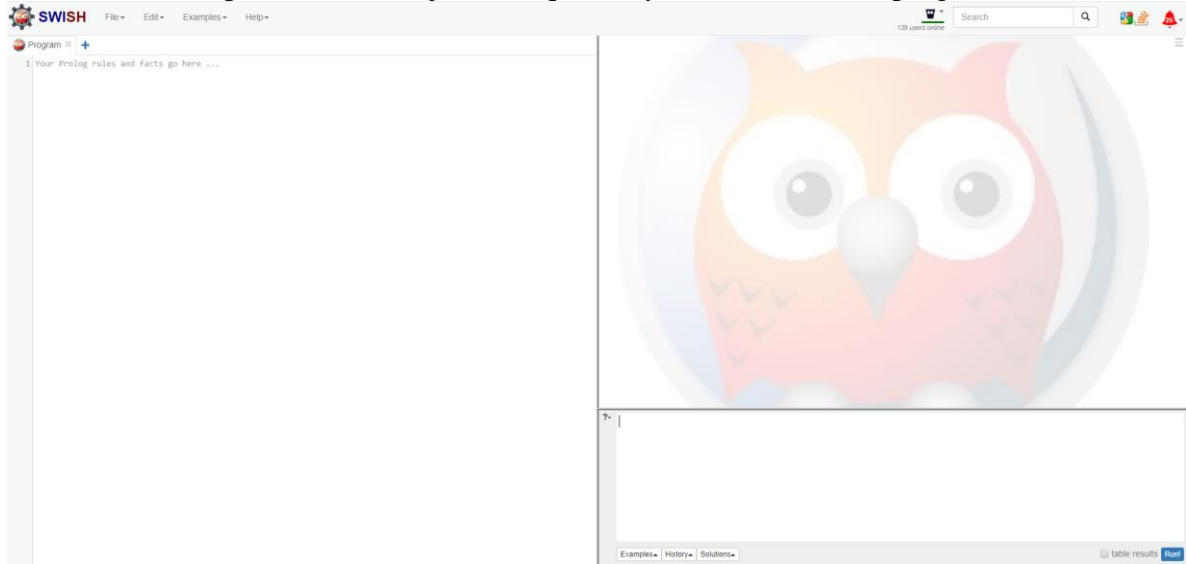 SWISH File Edit Examples Help
139 users online
Search
25
Program
1 Your Prolog rules and facts go here ...
?-
Examples History Solutions
table results Run!